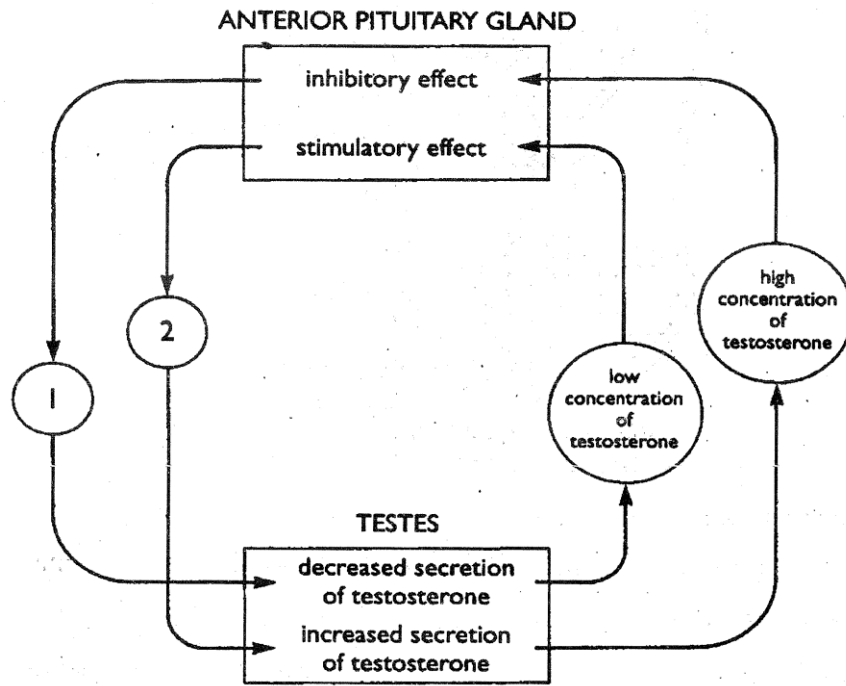 ANTERIOR PITUITARY GLAND
inhibitory effect
stimulatory effect
high
concentration
of
testosterone
2
1
low
concentration
of
testosterone
TESTES
decreased secretion
of testosterone
increased secretion
of testosterone